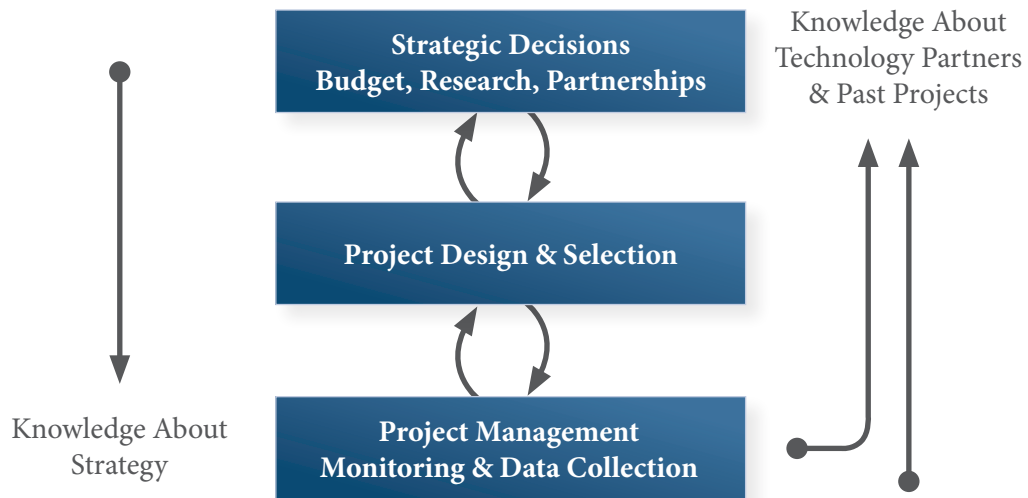 Strategic Decisions
Budget, Research, Partnerships
Knowledge About
Technology Partners
& Past Projects
Project Design & Selection
Knowledge About
Strategy
Project Management
Monitoring & Data Collection